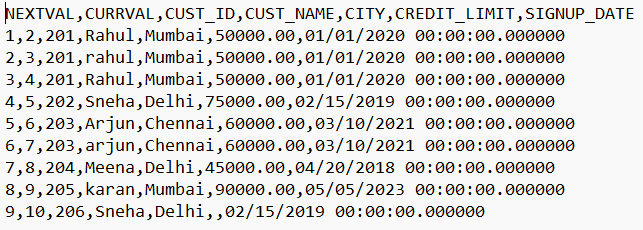 NEXTVAL,CURRVAL,CUST_ID,CUST_NAME,CITY,CREDIT_LIMIT,SIGNUP_DATE
1,2,201,Rahul,Mumbai,50000.00,01/01/2020 00:00:00.000000
2,3,201,rahul,Mumbai,50000.00,01/01/2020 00:00:00.000000
3,4,201,Rahul,Mumbai,50000.00,01/01/2020 00:00:00.000000
4,5,202,Sneha,Delhi,75000.00,02/15/2019 00:00:00.000000
5,6,203,Arjun,Chennai,60000.00,03/10/2021 00:00:00.000000
6,7,203,arjun,Chennai,60000.00,03/10/2021 00:00:00.000000
7,8,204,Meena,Delhi,45000.00,04/20/2018 00:00:00.000000
8,9,205,karan,Mumbai,90000.00,05/05/2023 00:00:00.000000
9,10,206,Sneha,Delhi,,02/15/2019 00:00:00.000000